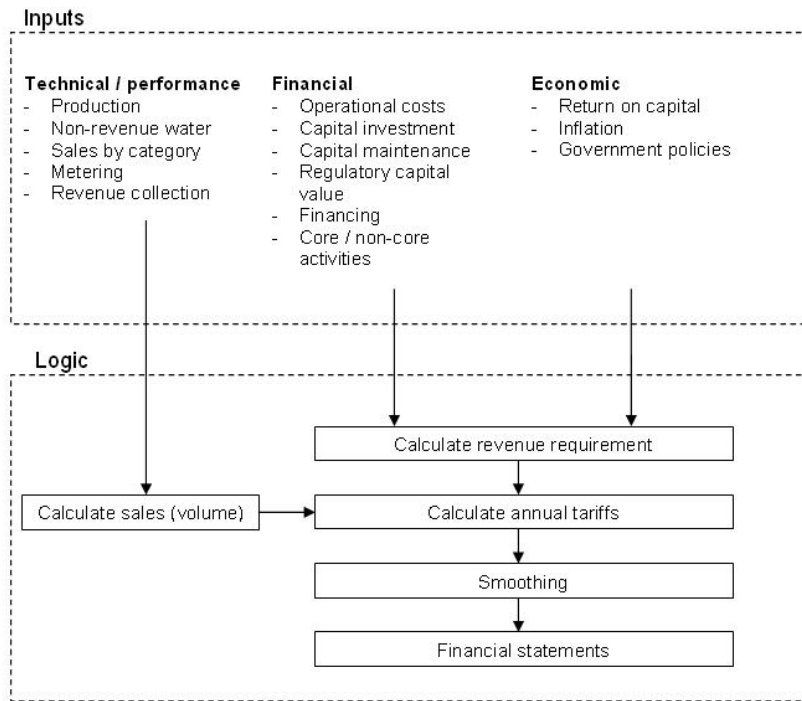 Inputs
Technical / performance
- Production
- Non-revenue water
- Sales by category
- Metering
- Revenue collection
Financial
- Operational costs
- Capital investment
- Capital maintenance
- Regulatory capital
value
- Financing
- Core / non-core
activities
Economic
- Return on capital
- Inflation
- Government policies
Logic
Calculate revenue requirement
Calculate sales (volume)
Calculate annual tariffs
Smoothing
Financial statements